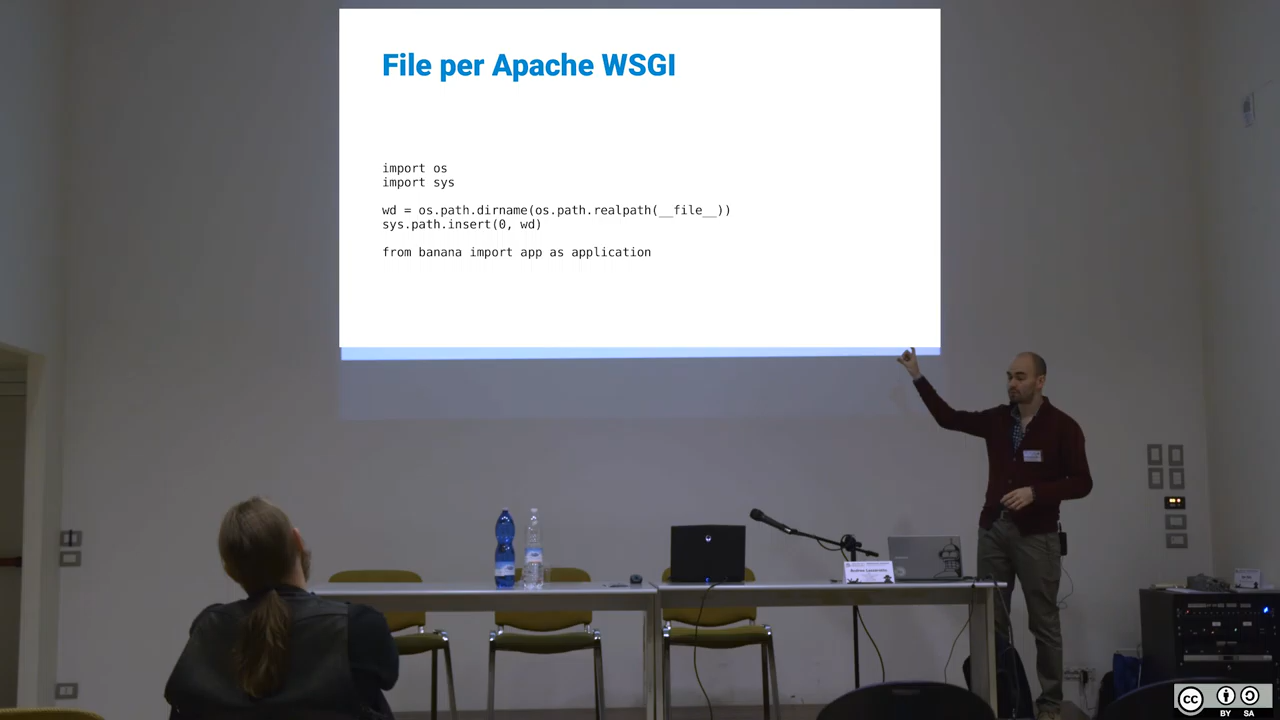 File per Apache WSGI
import os
import sys
wd = os.path.dirname(os.path.realpath(__file__))
sys.path.insert(0, wd)
from banana import app as application
cc
BY SA